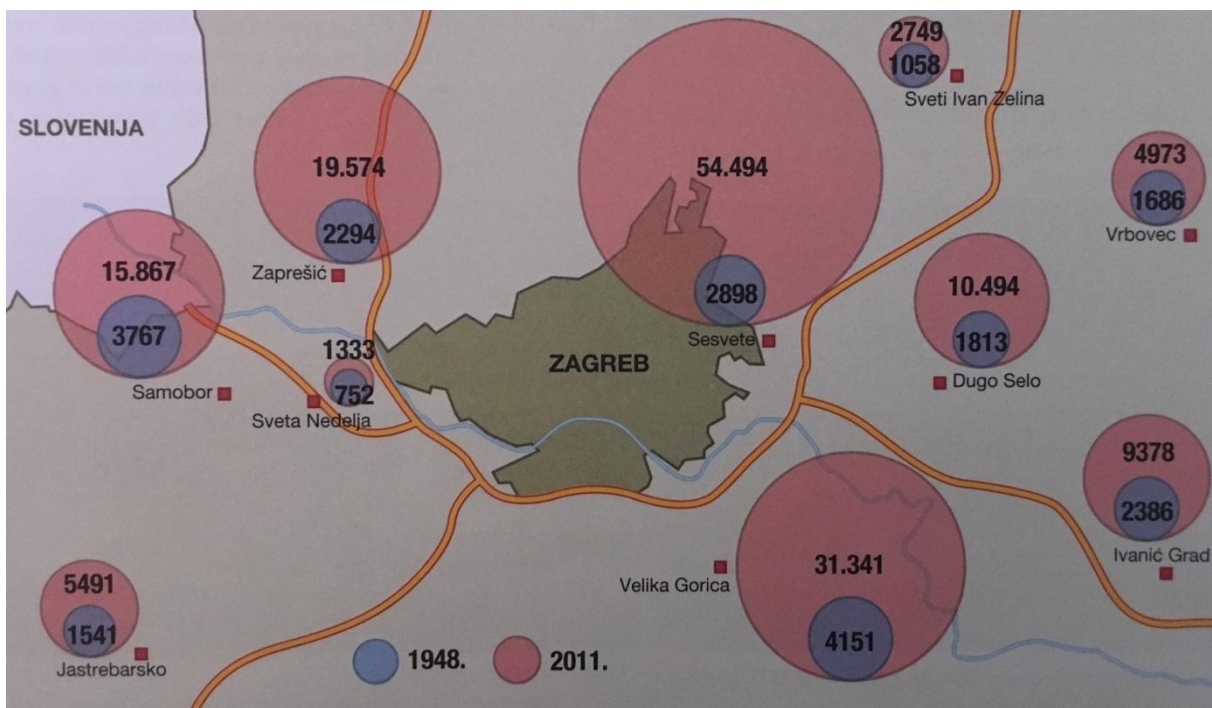 2749
1058
Sveti Ivan Zelina
SLOVENIJA
19.574
2294
Zaprešić
54.494
2898
Sesvete
4973
1686
Vrbovec
15.867
3767
Samobor
1333
752
Sveta Nedelja
ZAGREB
10.494
1813
Dugo Selo
9378
2386
Ivanić Grad
Velika Gorica
31.341
4151
5491
1541
Jastrebarsko
1948.
2011.